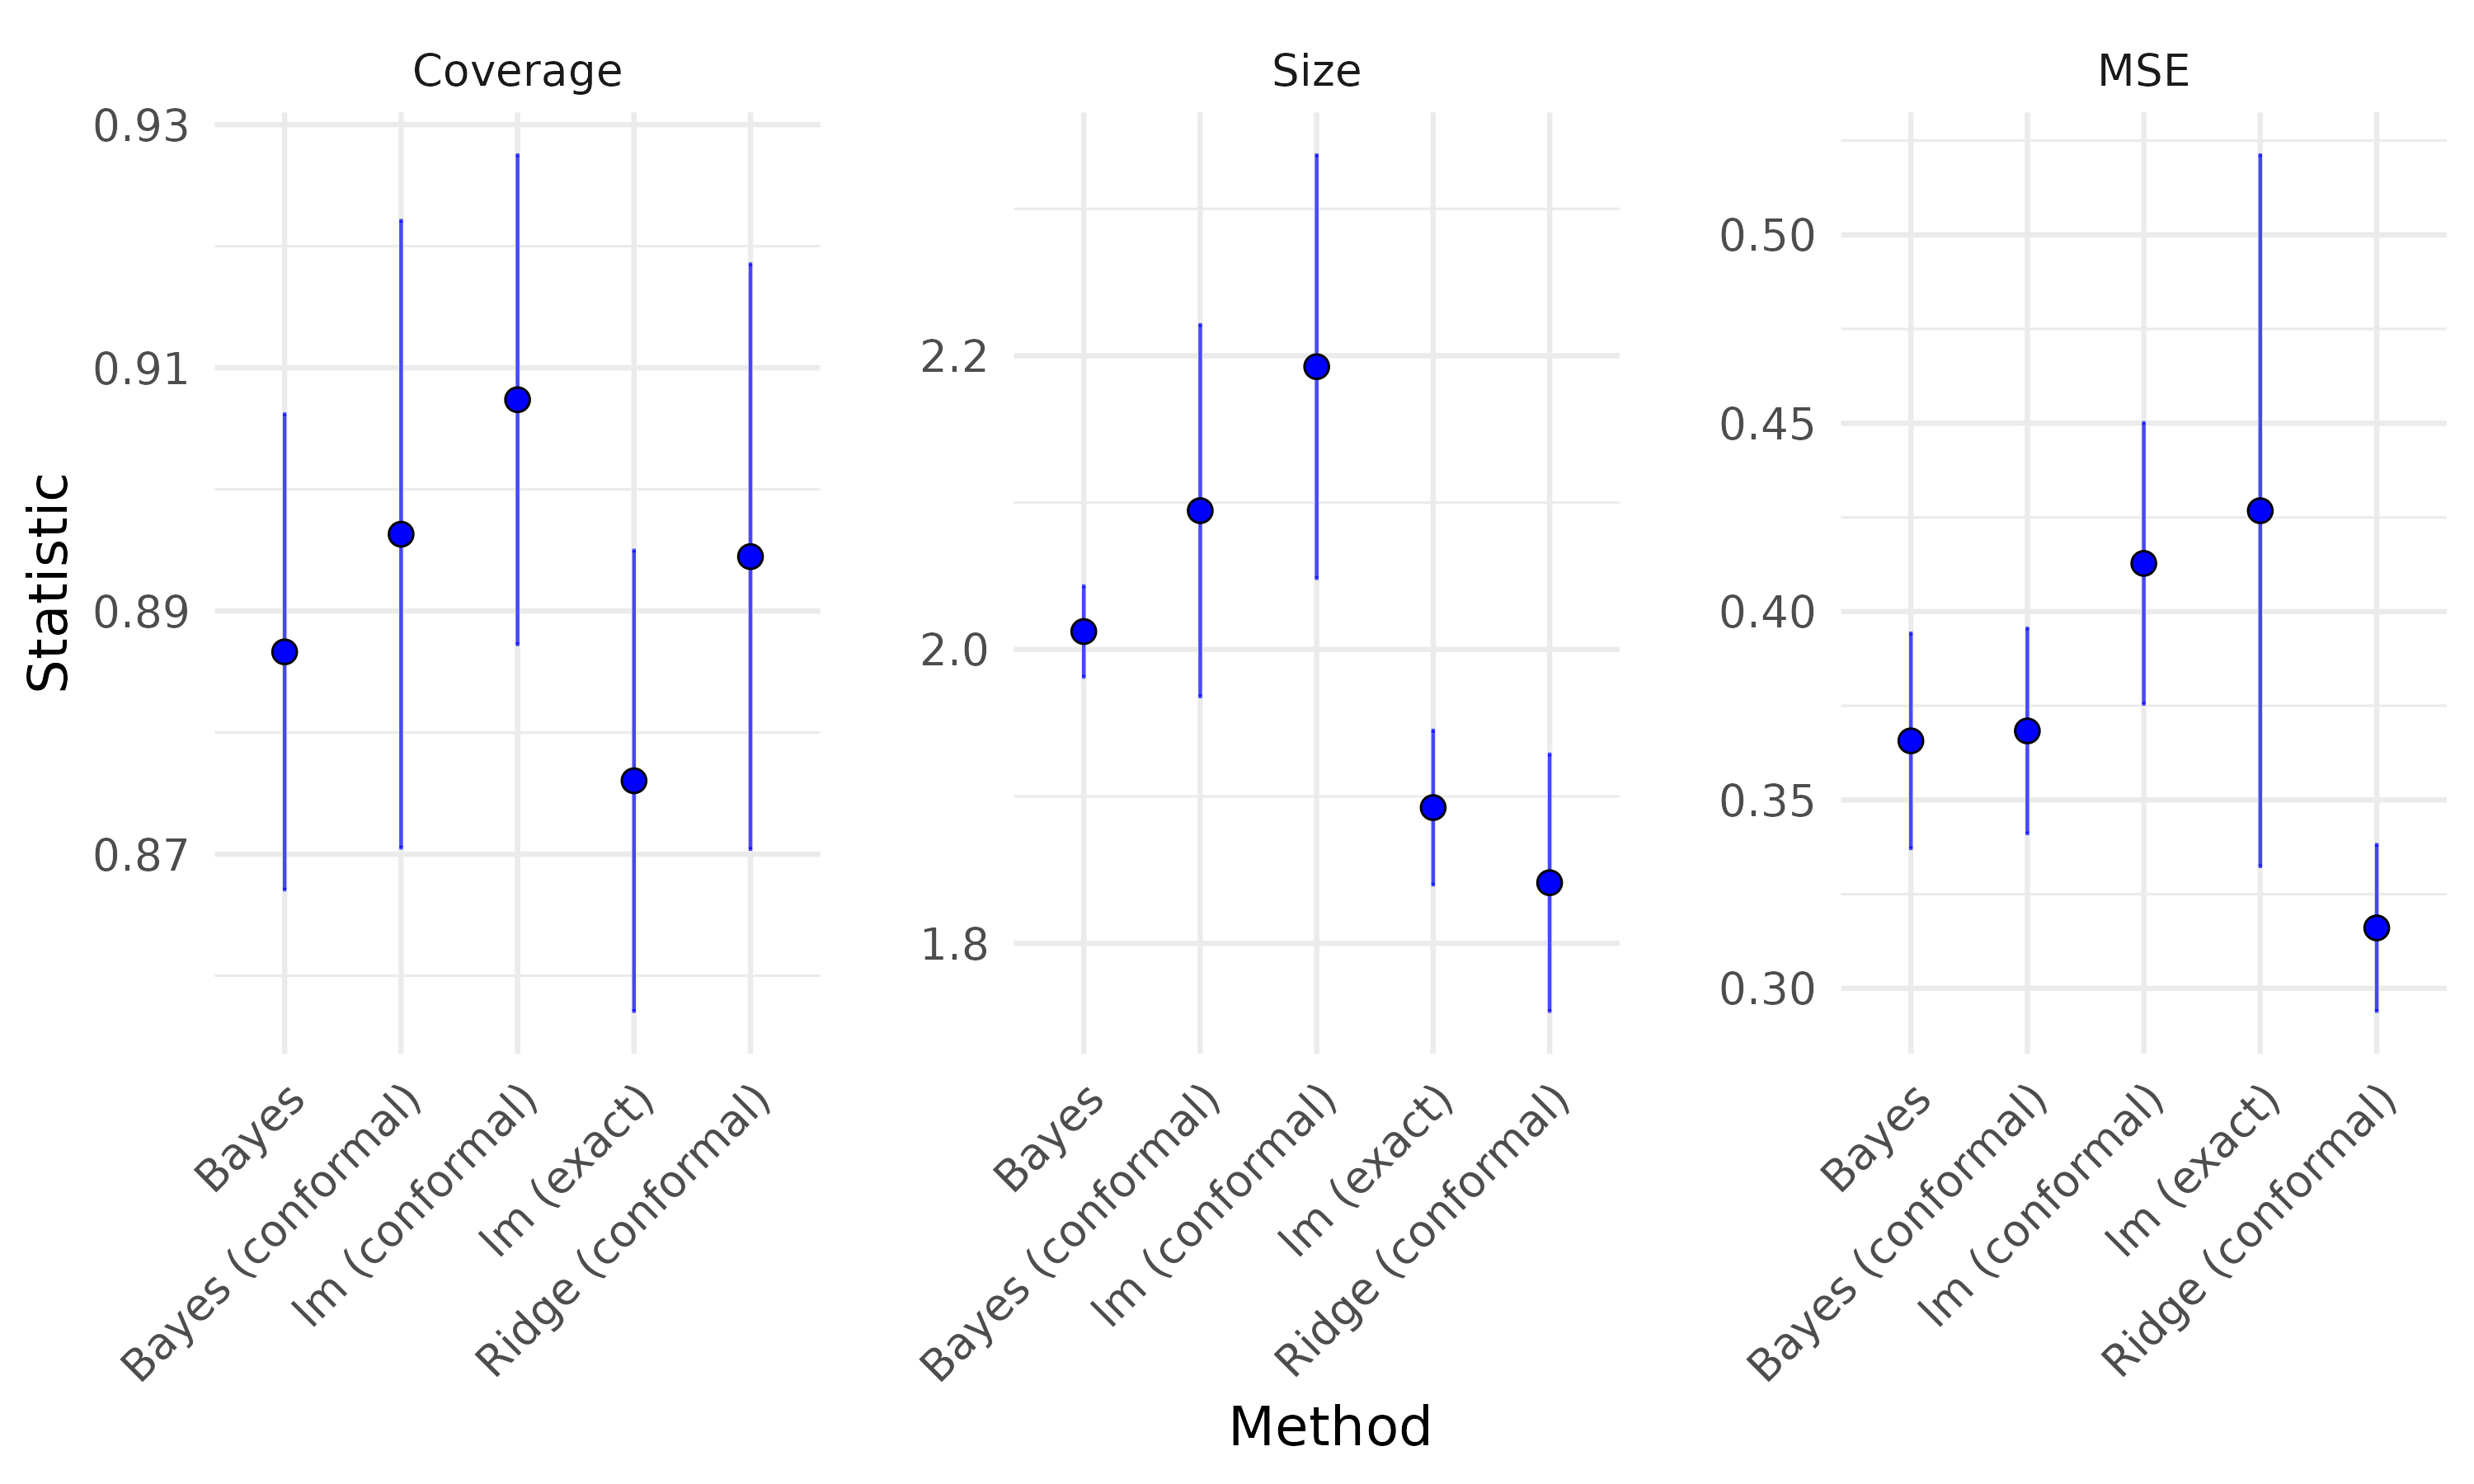 Coverage
Size
MSE
Statistic
0.93
0.91
0.89
0.87
2.2
2.0
1.8
0.50
0.45
0.40
0.35
0.30
Bayes
Bayes (conformal)
lm (conformal)
lm (exact)
Ridge (conformal)
Bayes
Bayes (conformal)
lm (conformal)
lm (exact)
Ridge (conformal)
Bayes
Bayes (conformal)
lm (conformal)
lm (exact)
Ridge (conformal)
Method